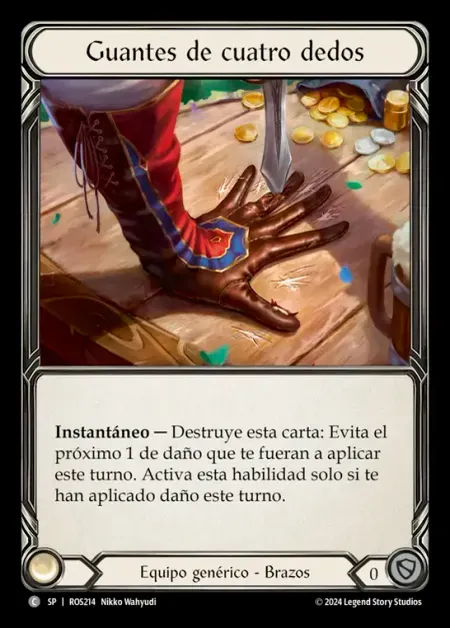 Guantes de cuatro dedos
Instantáneo — Destruye esta carta: Evita el
próximo 1 de daño que te fueran a aplicar
este turno. Activa esta habilidad solo si te
han aplicado daño este turno.
Equipo genérico - Brazos
0
C SP | ROS214 Nikko Wahyudi
© 2024 Legend Story Studios